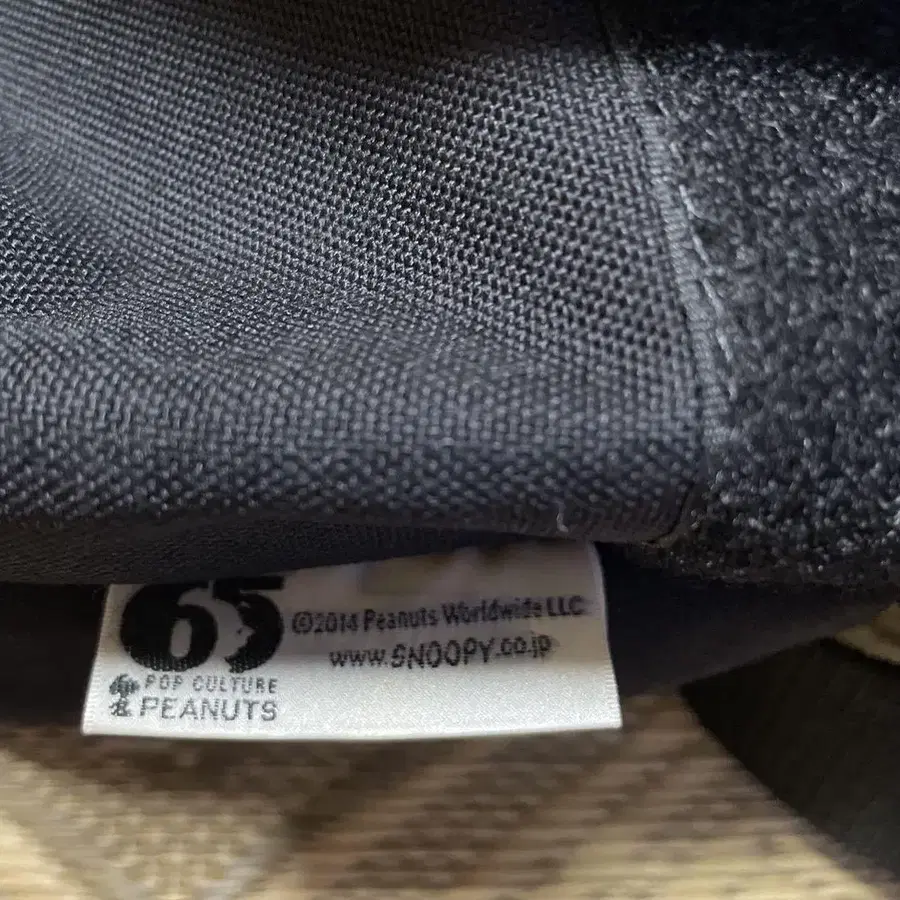 65
POP CULTURE
PEANUTS
©2014 Peanuts Worldwide LLC
www.SNOOPY.co.jp